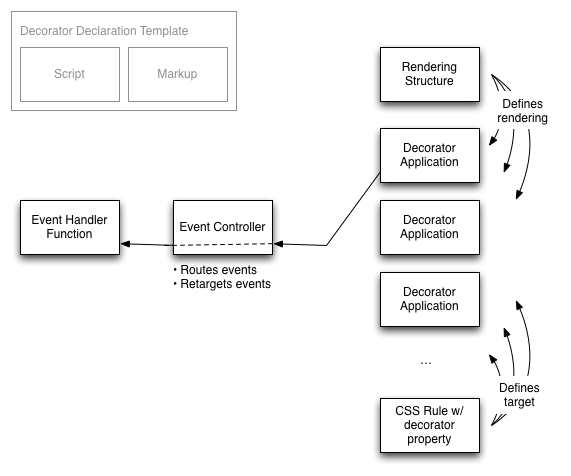 Decorator Declaration Template
Script
Markup
Rendering
Structure
Defines
rendering
Decorator
Application
Event Handler
Function
Event Controller
• Routes events
• Retargets events
Decorator
Application
Decorator
Application
...
Defines
target
CSS Rule w/
decorator
property